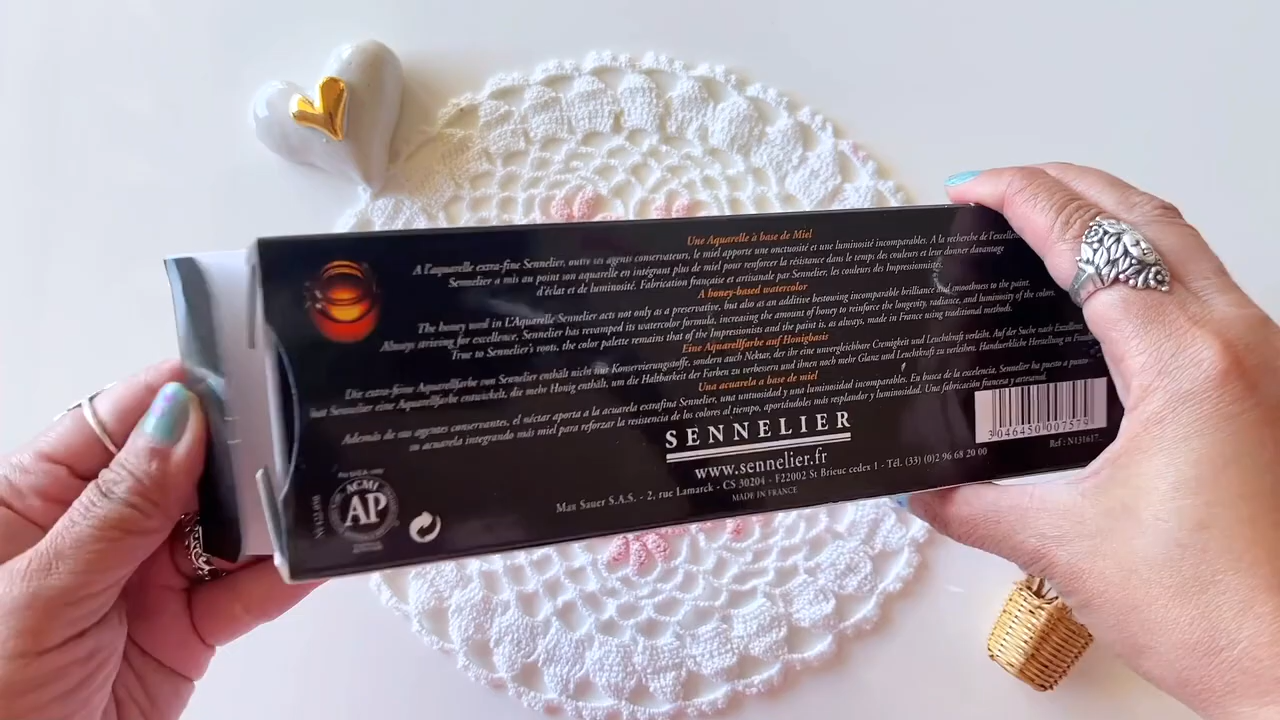 Une Aquarelle à base de Miel
A l'aquarelle extra-fine Sennelier, outre ses agents conservateurs, le miel apporte une onctuosité et une luminosité incomparables. A la recherche de l'excellence
Sennelier a mis au point son aquarelle en intégrant plus de miel pour renforcer la résistance dans le temps des couleurs et leur donner davantage
d'éclat et de luminosité. Fabrication française et artisanale par Sennelier, les couleurs des Impressionnistes.
A honey-based watercolor
The honey used in L'Aquarelle Sennelier acts not only as a preservative, but also as an additive bestowing incomparable brilliance and smoothness to the paint.
Always striving for excellence, Sennelier has revamped its watercolor formula, increasing the amount of honey to reinforce the longevity, radiance, and luminosity of the colors.
True to Sennelier's roots, the color palette remains that of the Impressionists and the paint is, as always, made in France using traditional methods.
Eine Aquarellfarbe auf Honigbasis
Die extra-feine Aquarellfarbe von Sennelier enthält nicht nur Konservierungsstoffe, sondern auch Nektar, der ihr eine unvergleichbare Cremigkeit und Leuchtkraft verleiht. Auf der Suche nach Exzellenz
hat Sennelier eine Aquarellfarbe entwickelt, die mehr Honig enthält, um die Haltbarkeit der Farben zu verbessern und ihnen noch mehr Glanz und Leuchtkraft zu verleihen. Handwerkliche Herstellung in
Una acuarela a base de miel
Además de sus agentes conservantes, el néctar aporta a la acuarela extrafina Sennelier, una untuosidad y una luminosidad incomparables. En busca de la excelencia, Sennelier ha puesto a punto
su acuarela integrando más miel para reforzar la resistencia de los colores al tiempo, aportándoles más resplandor y luminosidad. Una fabricación francesa y artesanal.
SENNELIER
www.sennelier.fr
Max Sauer S.A.S. - 2, rue Lamarck - CS 30204 - F22002 St Brieuc cedex 1 - Tél. (33) (0)2 96 68 20 00
MADE IN FRANCE
3 046450 007579
Ref : N131617
ACMI
AP